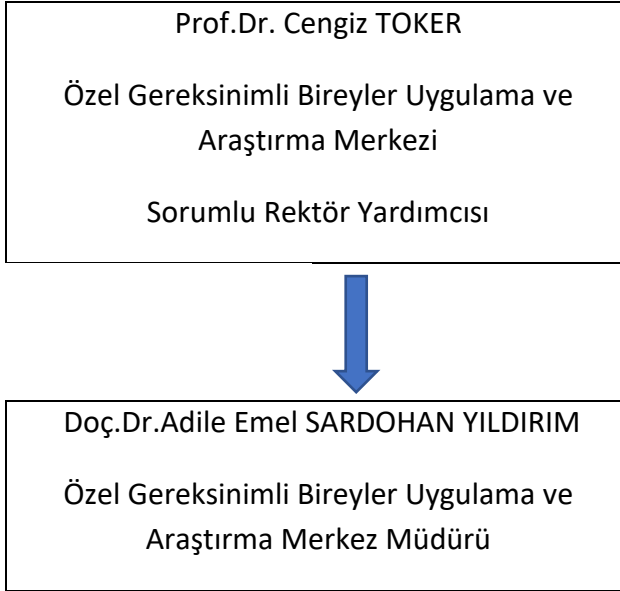 Prof.Dr. Cengiz TOKER
Özel Gereksinimli Bireyler Uygulama ve
Araştırma Merkezi
Sorumlu Rektör Yardımcısı
Doç.Dr.Adile Emel SARDOHAN YILDIRIM
Özel Gereksinimli Bireyler Uygulama ve
Araştırma Merkez Müdürü